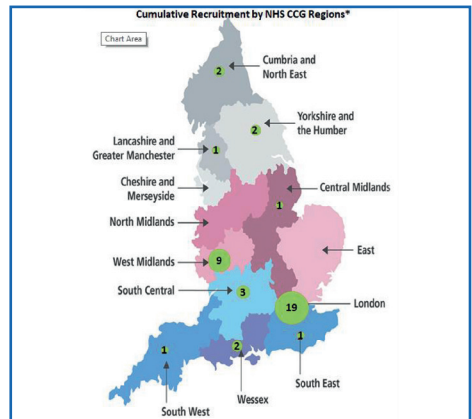 Cumulative Recruitment by NHS CCG Regions*
Chart Area
Cumbria and
North East
2
Yorkshire and
the Humber
2
Lancashire and
Greater Manchester
1
Cheshire and
Merseyside
Central Midlands
1
North Midlands
East
West Midlands
9
South Central
3
London
19
1
2
1
South East
Wessex
South West